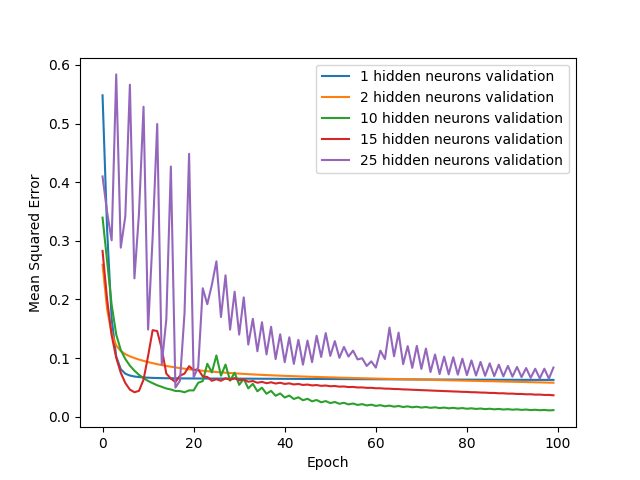 0.6
0.5
0.4
0.3
0.2
0.1
0.0
Mean Squared Error
1 hidden neurons validation
2 hidden neurons validation
10 hidden neurons validation
15 hidden neurons validation
25 hidden neurons validation
0 20 40 60 80 100
Epoch